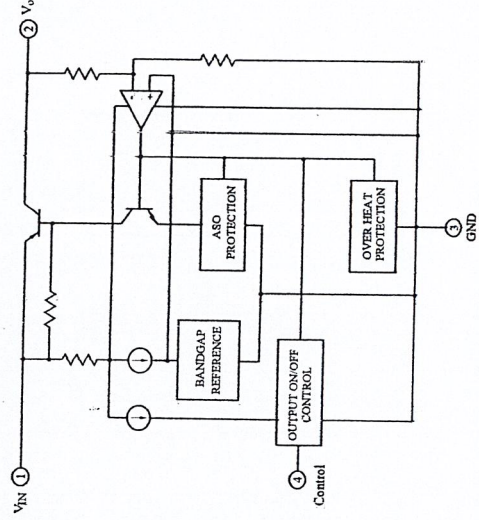 VIN 1
2 Vo
ASO
PROTECTION
OVER HEAT
PROTECTION
BANDGAP
REFERENCE
OUTPUT ON/OFF
CONTROL
3
GND
4
Control